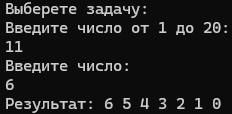 Выберете задачу:
Введите число от 1 до 20:
11
Введите число:
6
Результат: 6 5 4 3 2 1 0